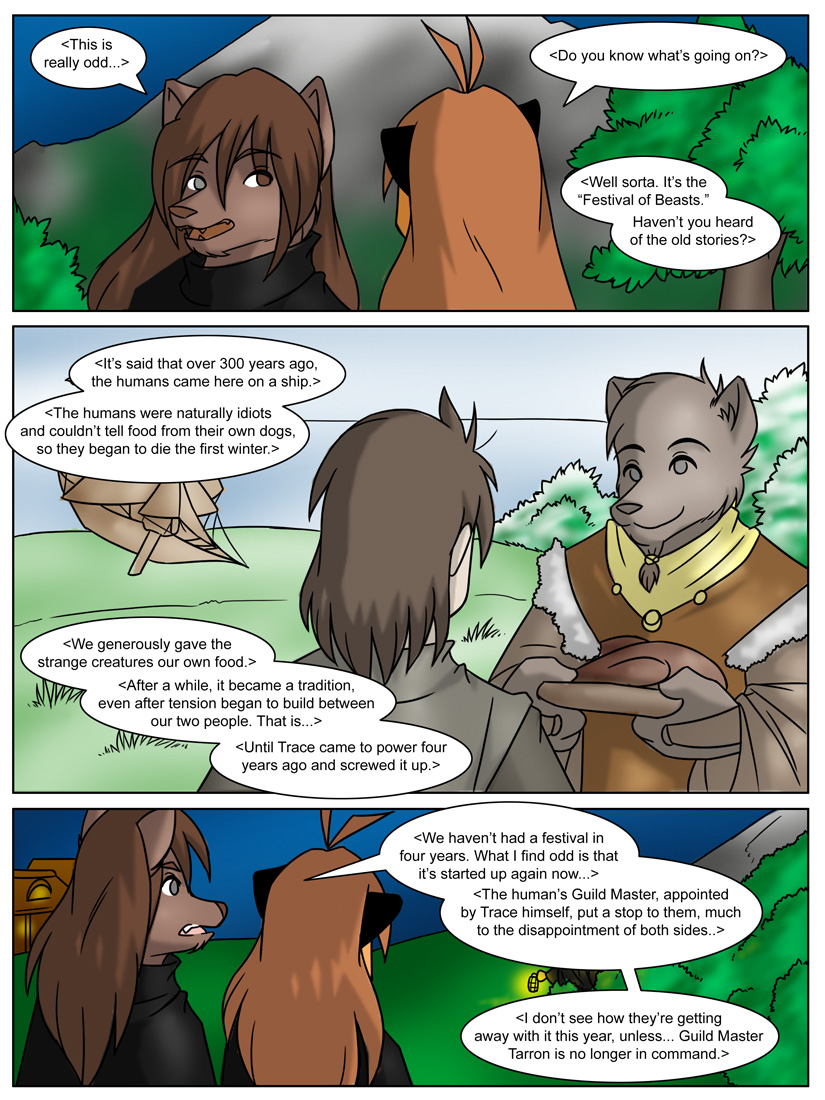 <This is
really odd...>
<Do you know what's going on?>
<Well sorta. It's the
"Festival of Beasts."
Haven't you heard
of the old stories?>
<It's said that over 300 years ago,
the humans came here on a ship.>
<The humans were naturally idiots
and couldn't tell food from their own dogs,
so they began to die the first winter.>
<We generously gave the
strange creatures our own food.>
<After a while, it became a tradition,
even after tension began to build between
our two people. That is...>
<Until Trace came to power four
years ago and screwed it up.>
<We haven't had a festival in
four years. What I find odd is that
it's started up again now...>
<The human's Guild Master, appointed
by Trace himself, put a stop to them, much
to the disappointment of both sides..>
<I don't see how they're getting
away with it this year, unless... Guild Master
Tarron is no longer in command.>